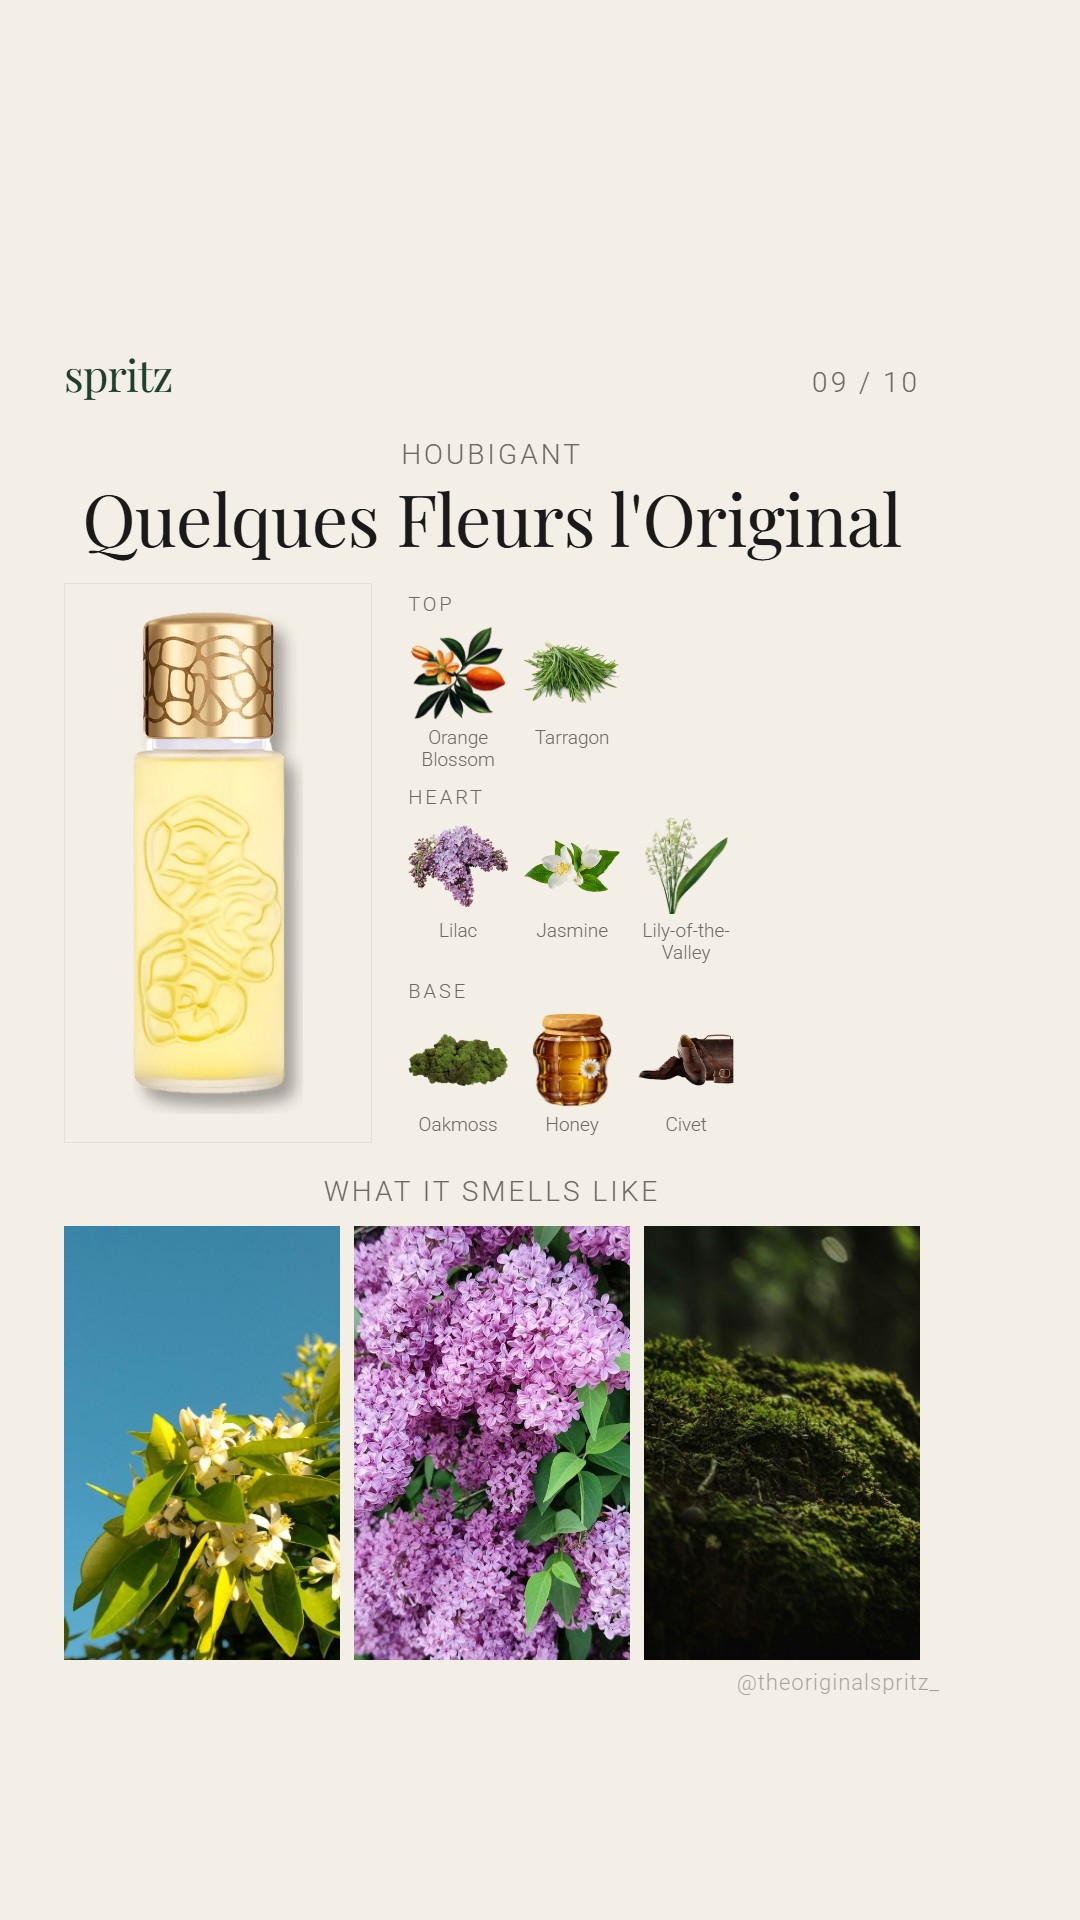 spritz
09 / 10
HOUBIGANT
Quelques Fleurs l'Original
TOP
Orange
Blossom
Tarragon
HEART
Lilac
Jasmine
Lily-of-the-
Valley
BASE
Oakmoss
Honey
Civet
WHAT IT SMELLS LIKE
@theoriginalspritz_